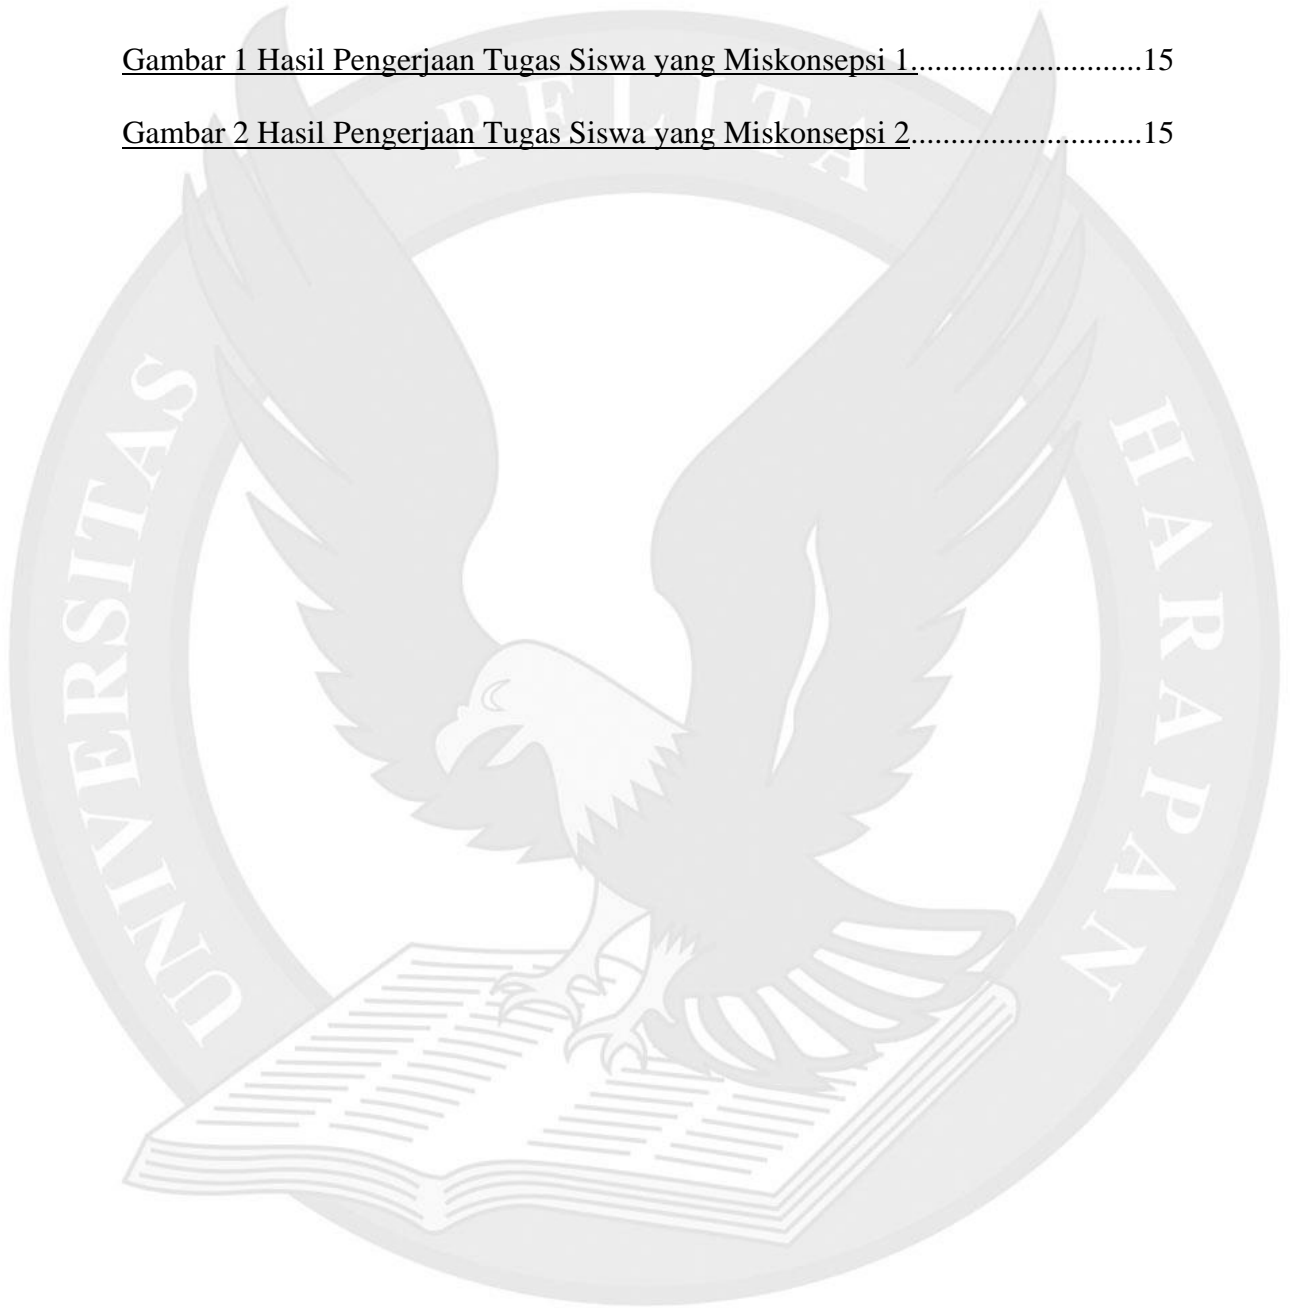 Gambar 1 Hasil Pengerjaan Tugas Siswa yang Miskonsepsi 1.............................15
Gambar 2 Hasil Pengerjaan Tugas Siswa yang Miskonsepsi 2.............................15
UNIVERSITAS PELITA HARAPAN